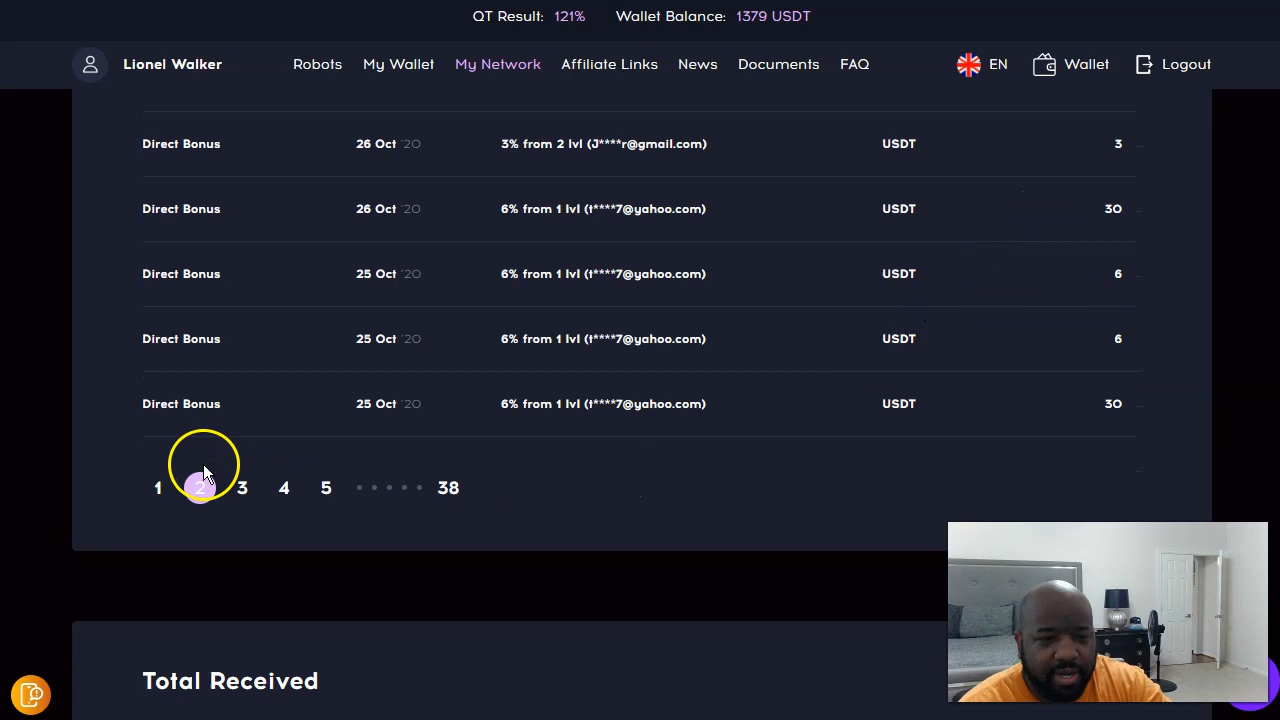 QT Result: 121% Wallet Balance: 1379 USDT
Lionel Walker Robots My Wallet My Network Affiliate Links News Documents FAQ EN Wallet Logout
Direct Bonus 26 Oct '20 3% from 2 lvl (J****r@gmail.com) USDT 3
Direct Bonus 26 Oct '20 6% from 1 lvl (t****7@yahoo.com) USDT 30
Direct Bonus 25 Oct '20 6% from 1 lvl (t****7@yahoo.com) USDT 6
Direct Bonus 25 Oct '20 6% from 1 lvl (t****7@yahoo.com) USDT 6
Direct Bonus 25 Oct '20 6% from 1 lvl (t****7@yahoo.com) USDT 30
1 2 3 4 5 • • • • • 38
Total Received